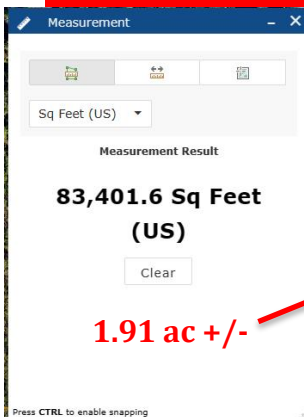 Measurement
Sq Feet (US)
Measurement Result
83,401.6 Sq Feet
(US)
Clear
1.91 ac +/-
Press CTRL to enable snapping